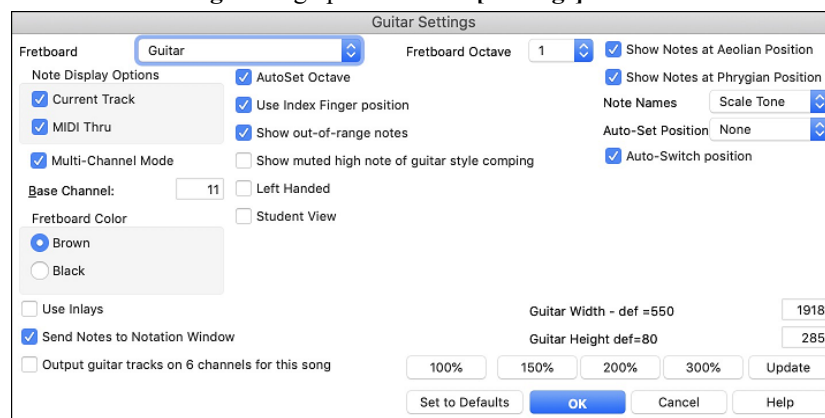 Guitar Settings
Fretboard Guitar Fretboard Octave 1 Show Notes at Aeolian Position
Note Display Options AutoSet Octave Show Notes at Phrygian Position
Current Track Use Index Finger position Note Names Scale Tone
MIDI Thru Show out-of-range notes Auto-Set Position None
Multi-Channel Mode Show muted high note of guitar style comping Auto-Switch position
Base Channel: 11 Left Handed
Fretboard Color Student View
Brown
Black
Use Inlays Guitar Width - def =550 1918
Send Notes to Notation Window Guitar Height def=80 285
Output guitar tracks on 6 channels for this song 100% 150% 200% 300% Update
Set to Defaults OK Cancel Help